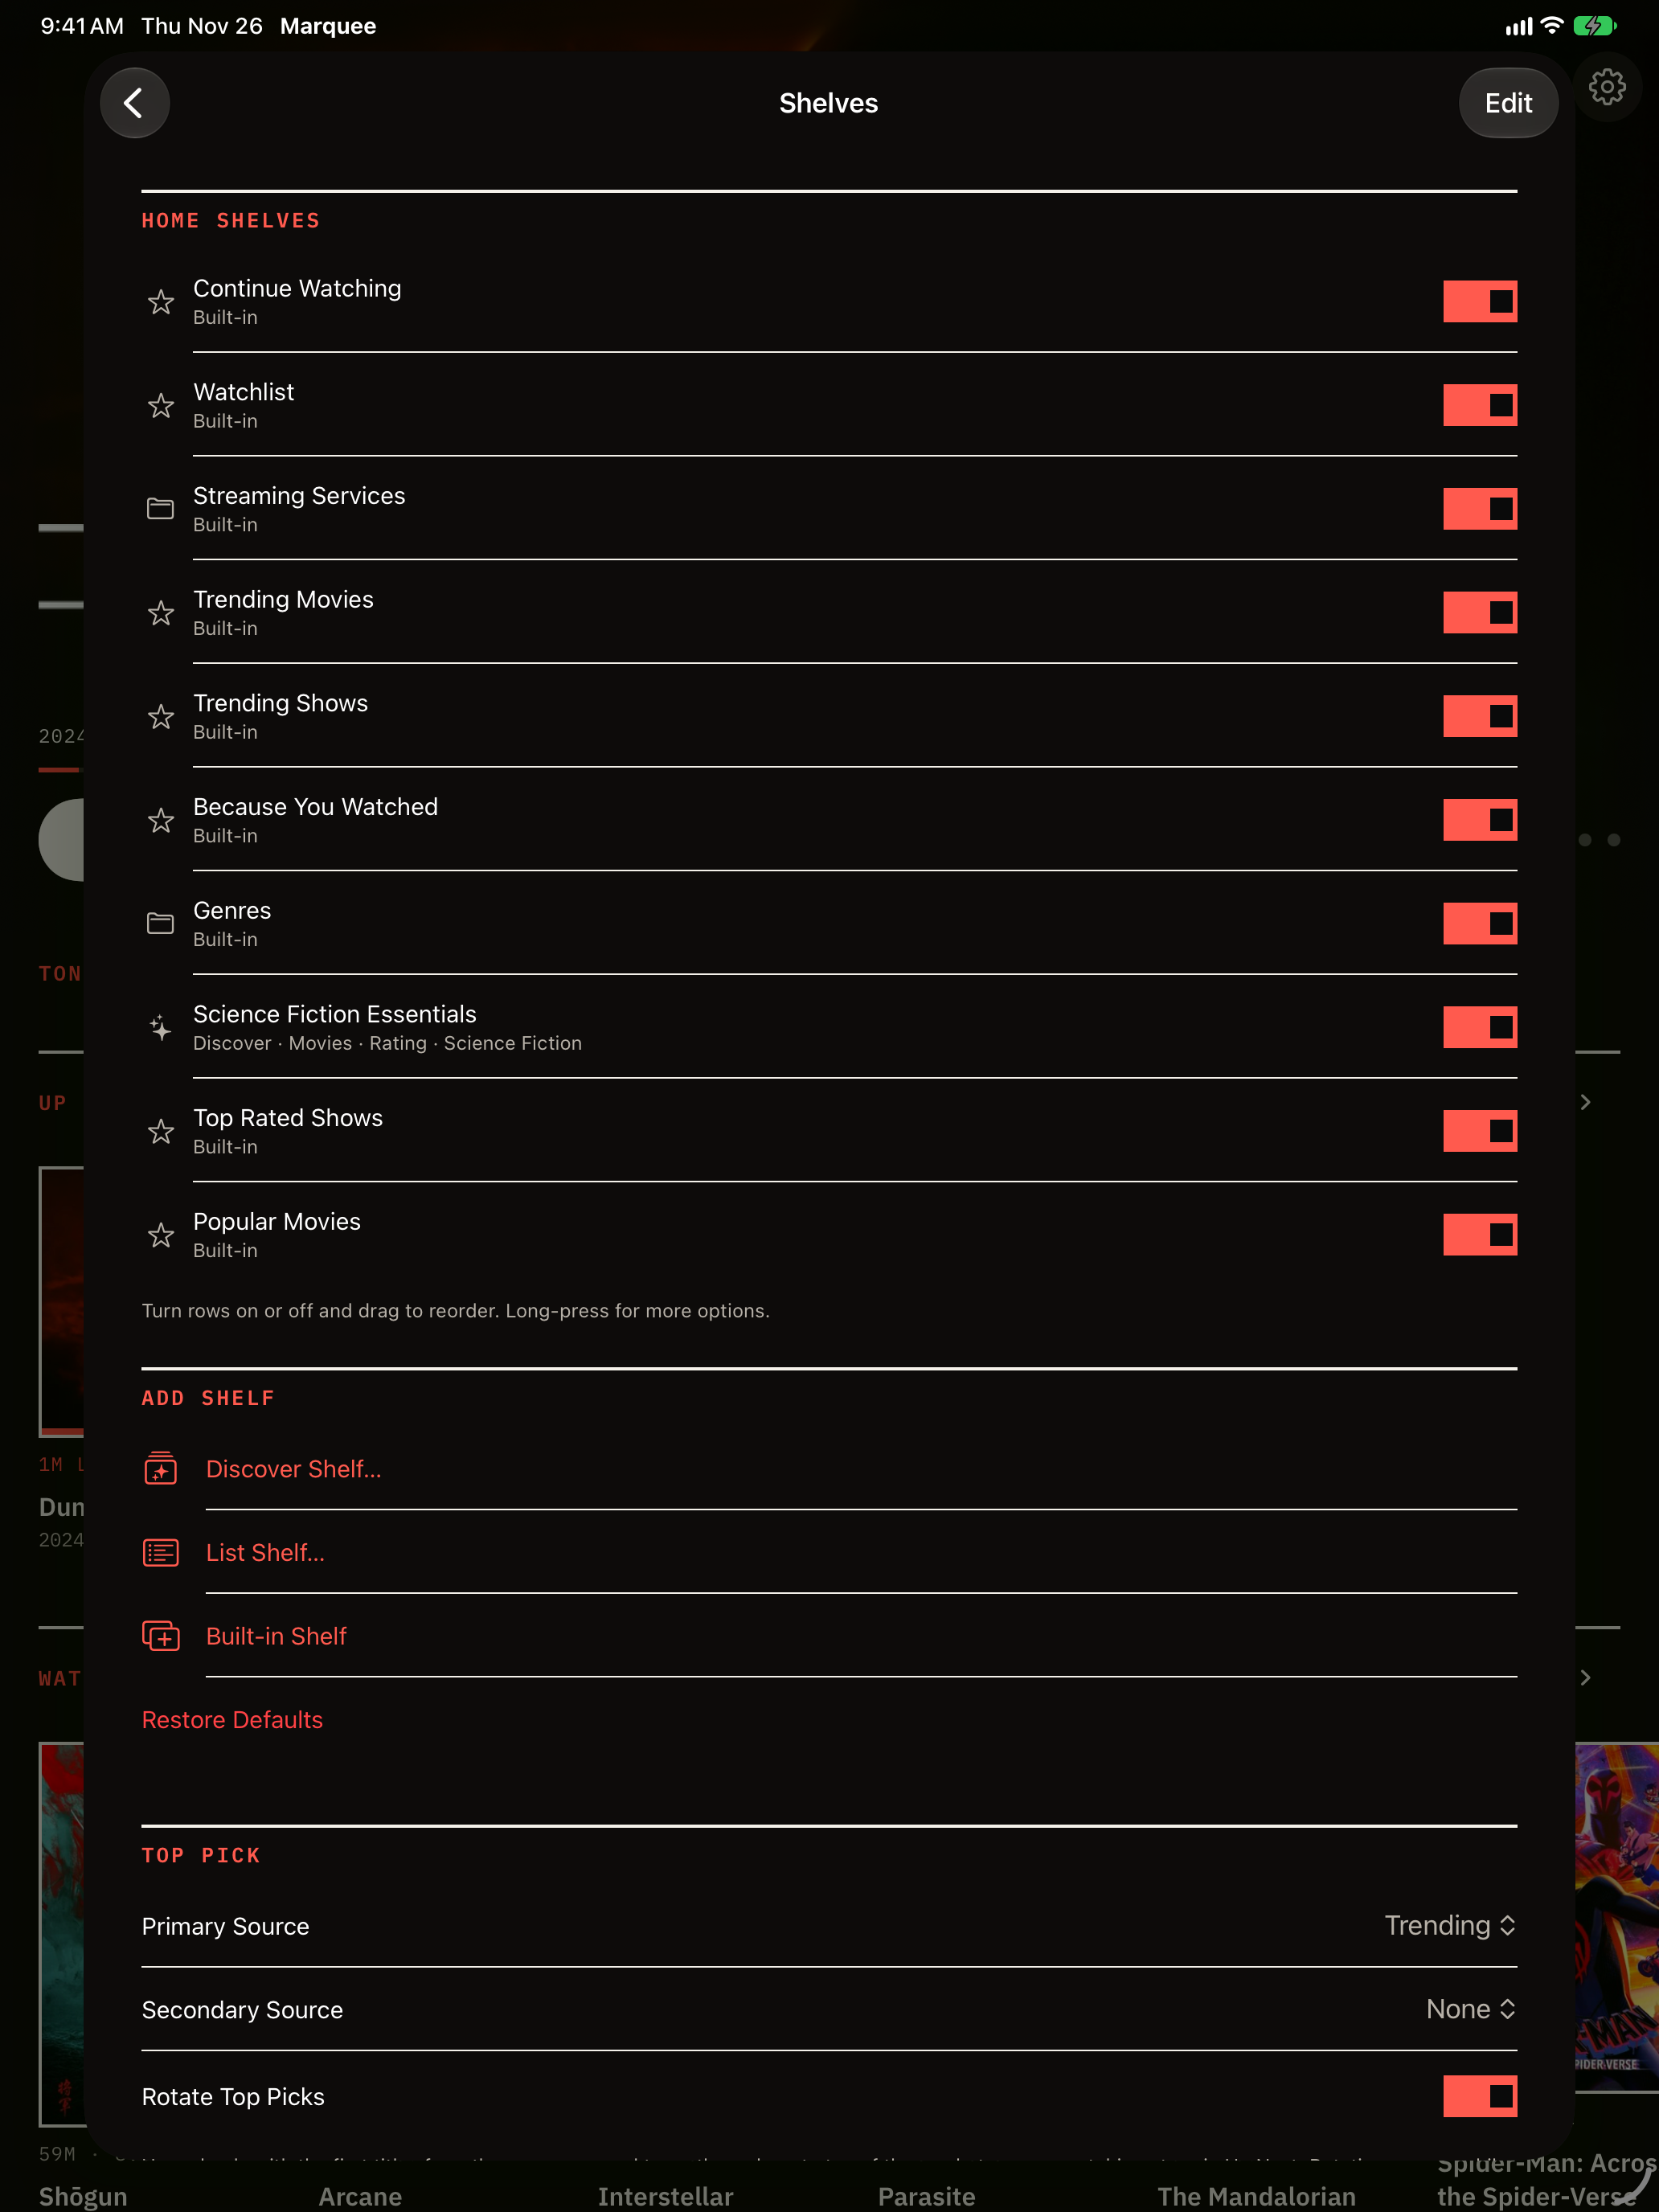 9:41 AM Thu Nov 26 Marquee
Shelves
Edit
HOME SHELVES
Continue Watching
Built-in
Watchlist
Built-in
Streaming Services
Built-in
Trending Movies
Built-in
Trending Shows
Built-in
2024
Because You Watched
Built-in
Genres
Built-in
TON
Science Fiction Essentials
Discover · Movies · Rating · Science Fiction
UP
Top Rated Shows
Built-in
Popular Movies
Built-in
Turn rows on or off and drag to reorder. Long-press for more options.
ADD SHELF
Discover Shelf...
1M
Dun
2024
List Shelf...
Built-in Shelf
WAT
Restore Defaults
TOP PICK
Primary Source
Trending
Secondary Source
None
Rotate Top Picks
将軍
-MAN
SPIDER-VERSE
59M ·
Shōgun
Arcane
Interstellar
Parasite
The Mandalorian
Spider-Man: Acros
the Spider-Verse